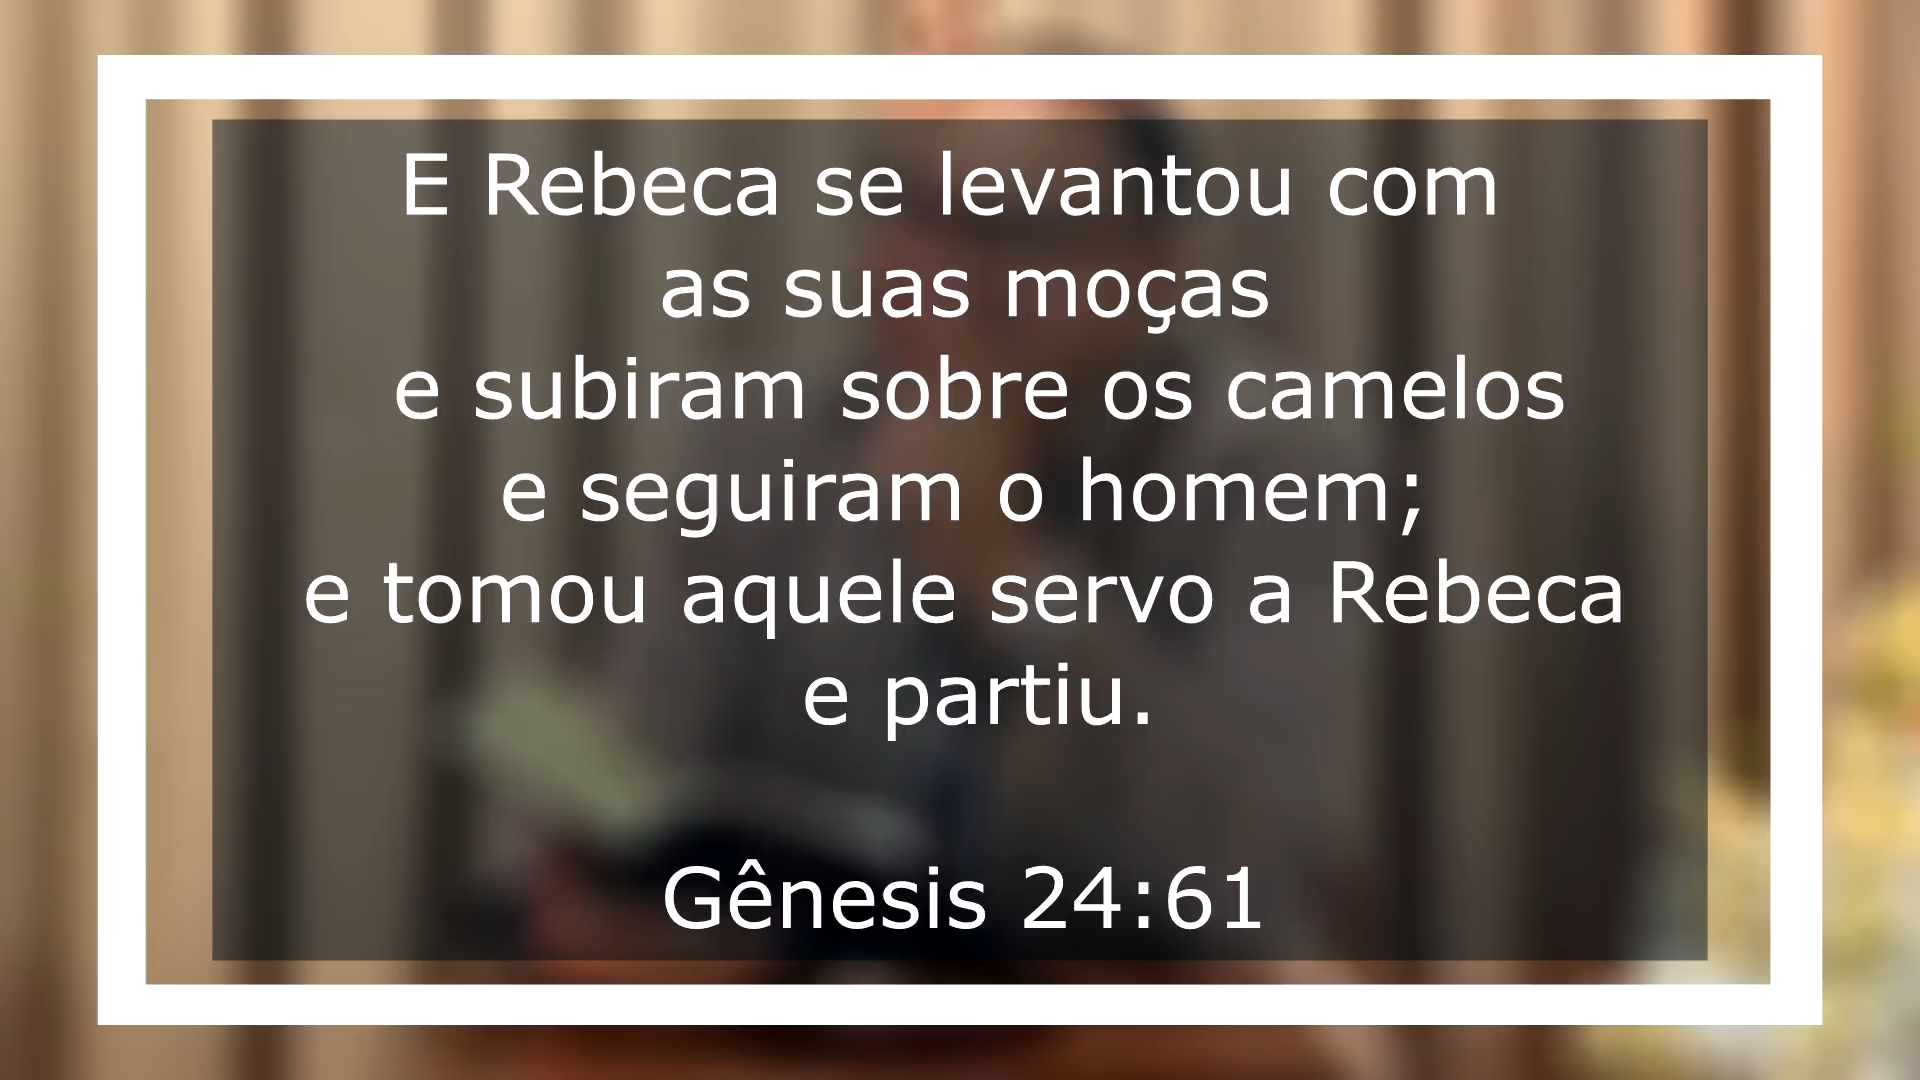 E Rebeca se levantou com
as suas moças
e subiram sobre os camelos
e seguiram o homem;
e tomou aquele servo a Rebeca
e partiu.
Gênesis 24:61